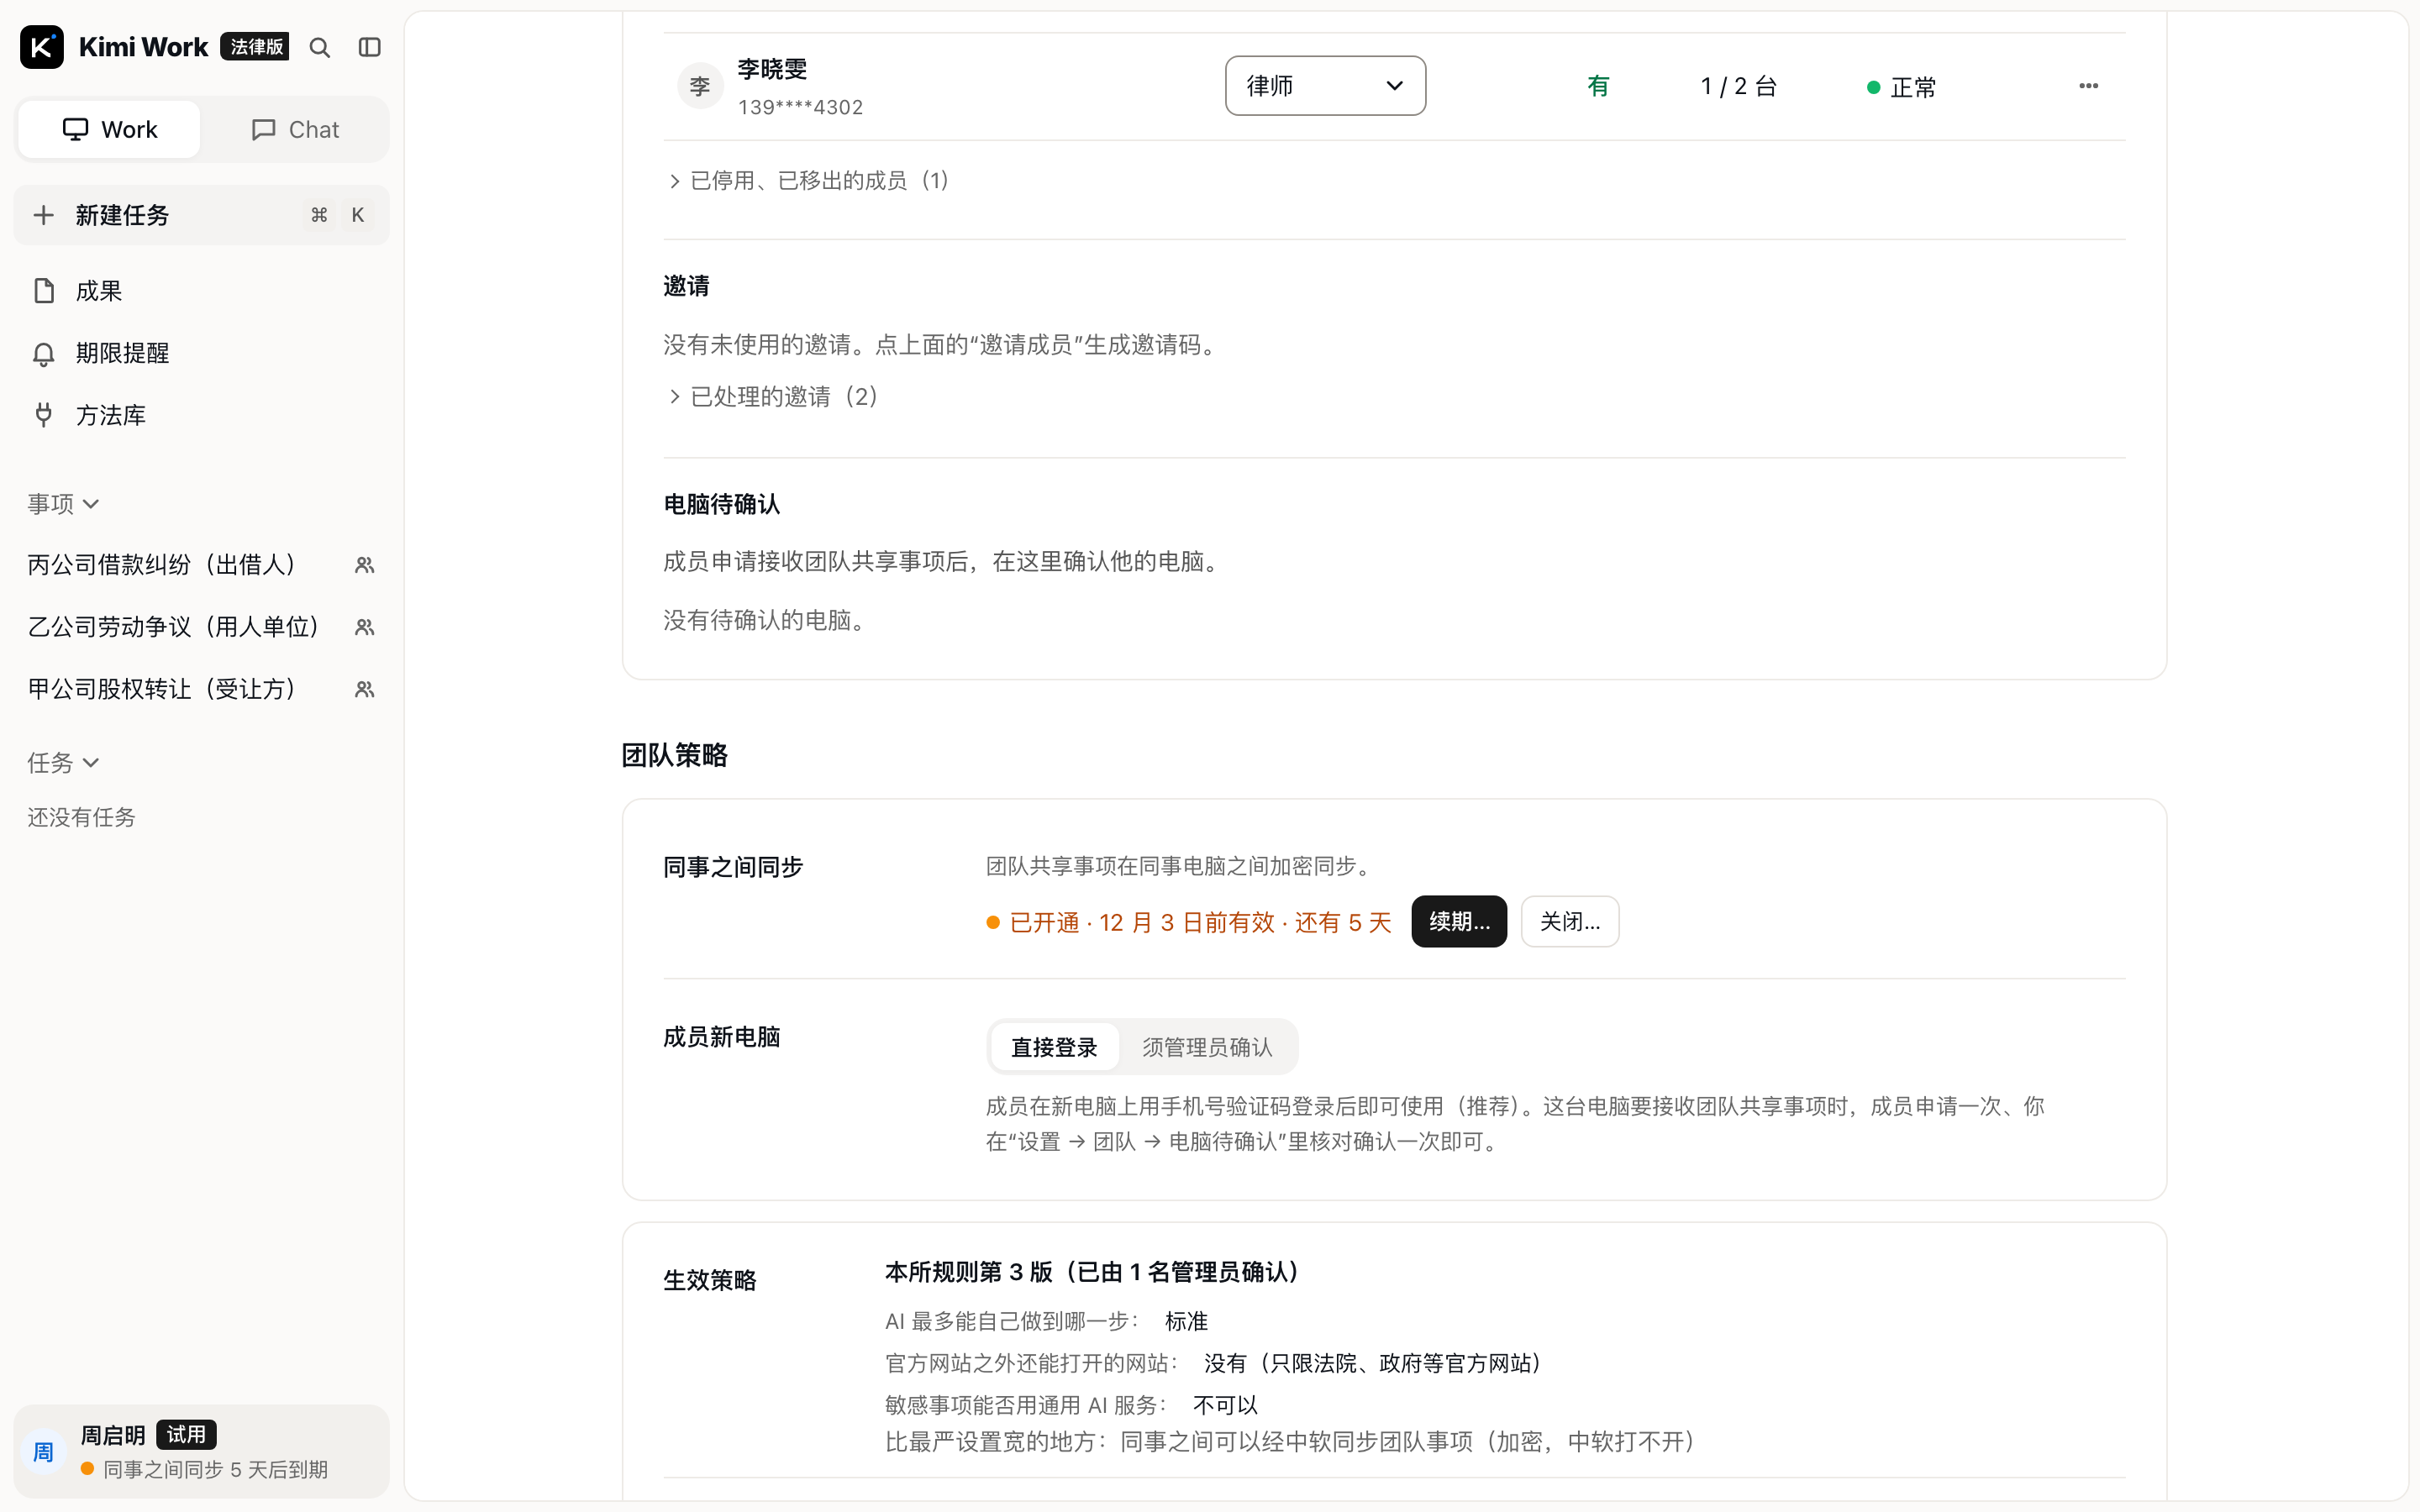 Kimi Work 法律版
Work
Chat
新建任务 ⌘ K
成果
期限提醒
方法库
事项
丙公司借款纠纷（出借人）
乙公司劳动争议（用人单位）
甲公司股权转让（受让方）
任务
还没有任务
周 周启明 试用
同事之间同步 5 天后到期
李 李晓雯
139****4302
律师
有
1 / 2 台
正常
已停用、已移出的成员（1）
邀请
没有未使用的邀请。点上面的“邀请成员”生成邀请码。
已处理的邀请（2）
电脑待确认
成员申请接收团队共享事项后，在这里确认他的电脑。
没有待确认的电脑。
团队策略
同事之间同步
团队共享事项在同事电脑之间加密同步。
已开通 · 12 月 3 日前有效 · 还有 5 天
续期...
关闭...
成员新电脑
直接登录
须管理员确认
成员在新电脑上用手机号验证码登录后即可使用（推荐）。这台电脑要接收团队共享事项时，成员申请一次、你
在“设置 → 团队 → 电脑待确认”里核对确认一次即可。
生效策略
本所规则第 3 版（已由 1 名管理员确认）
AI 最多能自己做到哪一步： 标准
官方网站之外还能打开的网站： 没有（只限法院、政府等官方网站）
敏感事项能否用通用 AI 服务： 不可以
比最严设置宽的地方：同事之间可以经中软同步团队事项（加密，中软打不开）